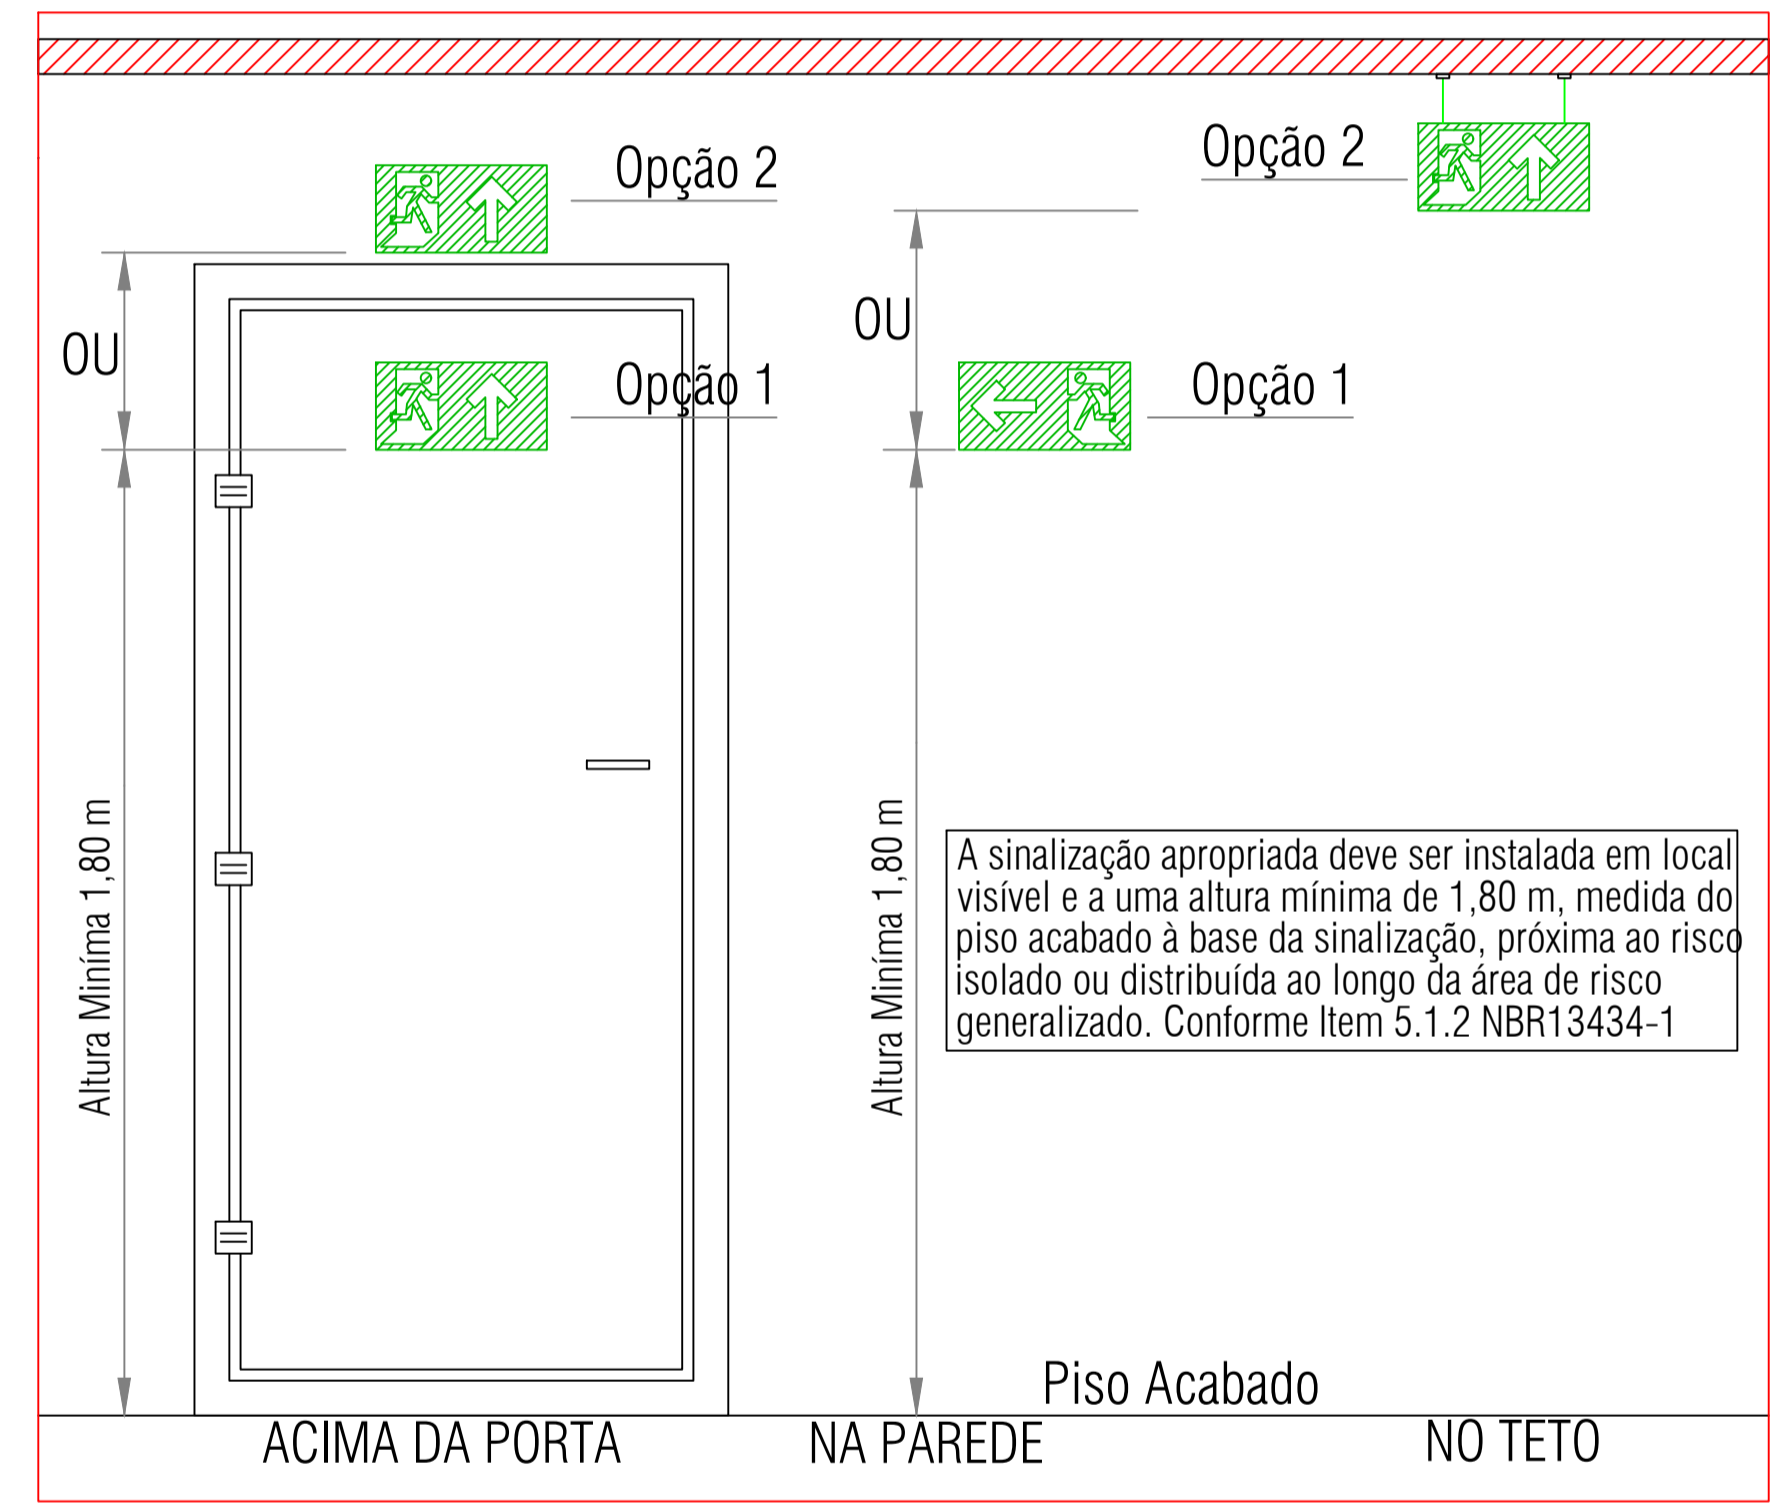 Opção 2
Opção 2
OU
OU
Opção 1
Opção 1
Altura Miníma 1,80 m
Altura Miníma 1,80 m
A sinalização apropriada deve ser instalada em local
visível e a uma altura mínima de 1,80 m, medida do
piso acabado à base da sinalização, próxima ao risco
isolado ou distribuída ao longo da área de risco
generalizado. Conforme Item 5.1.2 NBR13434-1
Piso Acabado
ACIMA DA PORTA
NA PAREDE
NO TETO